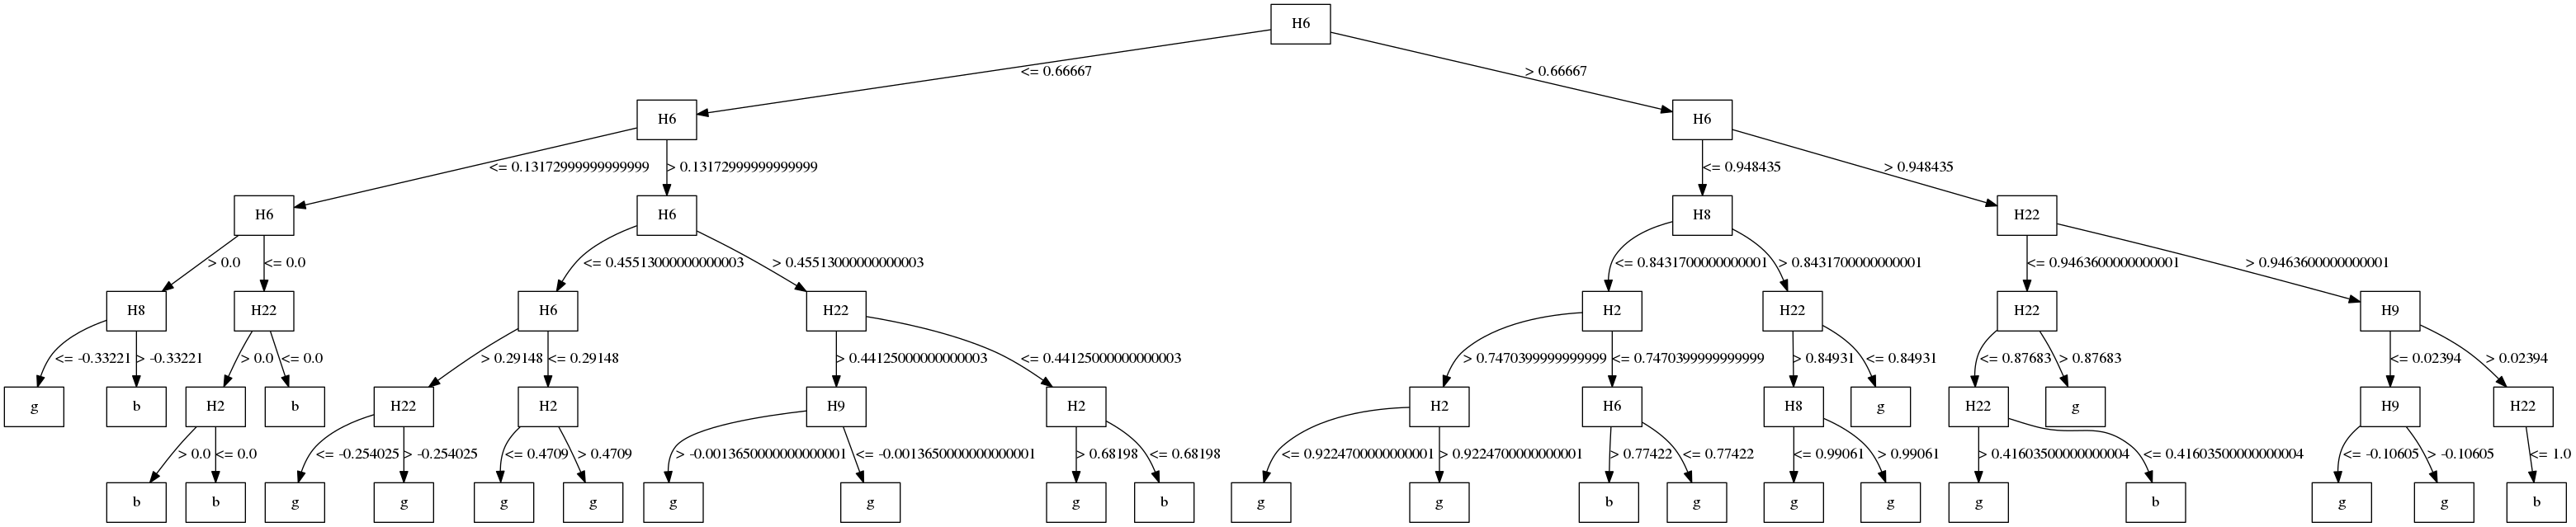 H6
<= 0.66667 > 0.66667
H6 H6
<= 0.13172999999999999 > 0.13172999999999999 <= 0.948435 > 0.948435
H6 H6 H8 H22
> 0.0 <= 0.0 <= 0.45513000000000003 > 0.45513000000000003 <= 0.8431700000000001 > 0.8431700000000001 <= 0.9463600000000001 > 0.9463600000000001
H8 H22 H6 H22 H2 H22 H22 H9
<= -0.33221 > -0.33221 > 0.0 <= 0.0 > 0.29148 <= 0.29148 > 0.44125000000000003 <= 0.44125000000000003 > 0.7470399999999999 <= 0.7470399999999999 > 0.84931 <= 0.84931 <= 0.87683 > 0.87683 <= 0.02394 > 0.02394
g b H2 b H22 H2 H9 H2 H2 H6 H8 g H22 g H9 H22
> 0.0 <= 0.0 <= -0.254025 > -0.254025 <= 0.4709 > 0.4709 > -0.0013650000000000001 <= -0.0013650000000000001 > 0.68198 <= 0.68198 <= 0.9224700000000001 > 0.9224700000000001 > 0.77422 <= 0.77422 <= 0.99061 > 0.99061 > 0.41603500000000004 <= 0.41603500000000004 <= -0.10605 > -0.10605 <= 1.0
b b g g g g g g g b g g b g g g g b g g b